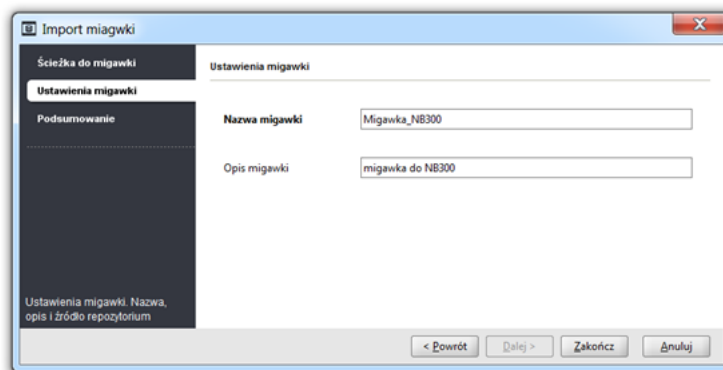 Import miagwki
Ścieżka do migawki
Ustawienia migawki
Podsumowanie
Ustawienia migawki. Nazwa,
opis i źródło repozytorium
Ustawienia migawki
Nazwa migawki
Migawka_NB300
Opis migawki
migawka do NB300
< Powrót
Dalej >
Zakończ
Anuluj